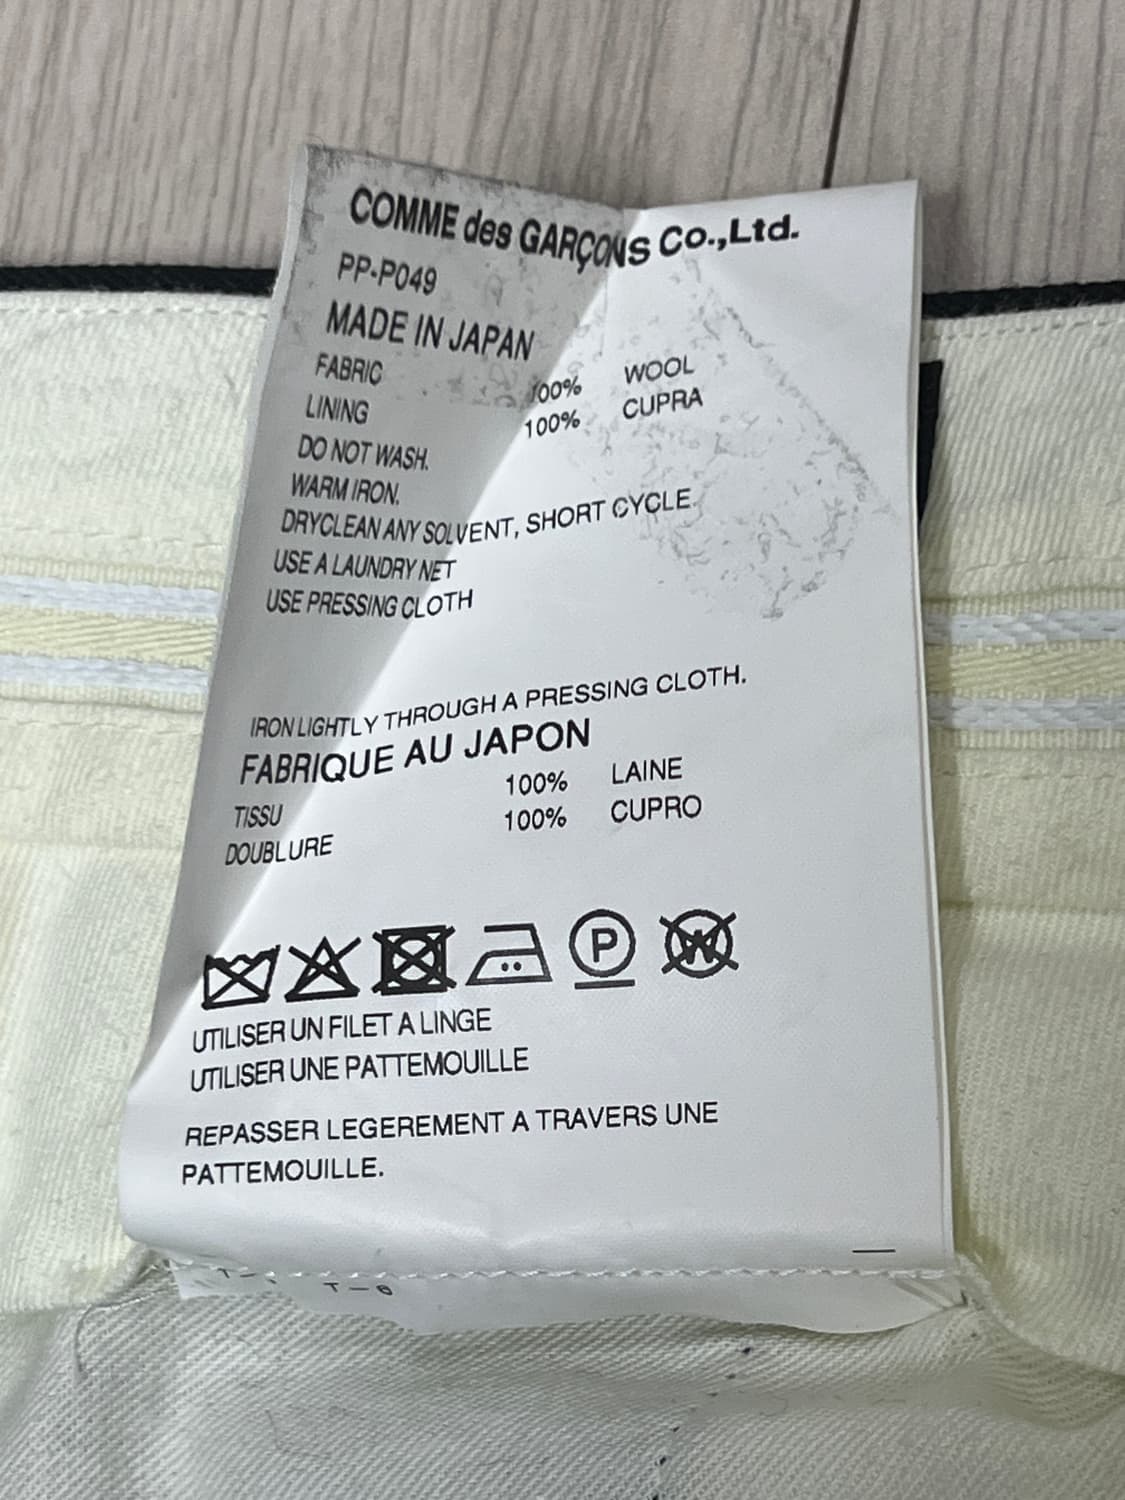 COMME des GARÇONS Co.,Ltd.
PP-P049
MADE IN JAPAN
FABRIC 100% WOOL
LINING 100% CUPRA
DO NOT WASH.
WARM IRON.
DRYCLEAN ANY SOLVENT, SHORT CYCLE.
USE A LAUNDRY NET
USE PRESSING CLOTH
IRON LIGHTLY THROUGH A PRESSING CLOTH.
FABRIQUE AU JAPON
TISSU 100% LAINE
DOUBLURE 100% CUPRO
P W
UTILISER UN FILET A LINGE
UTILISER UNE PATTEMOUILLE
REPASSER LEGEREMENT A TRAVERS UNE
PATTEMOUILLE.
T-6